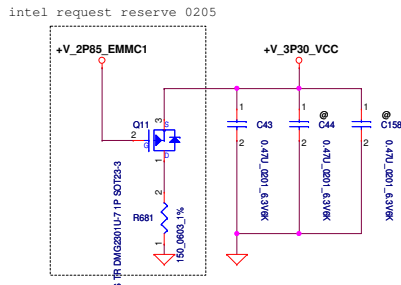 intel request reserve 0205
+V_2P85_EMMC1
+V_3P30_VCC
Q11
3
S
2
G
D
1
2
R681
1
150_0603_1%
S TR DMG2301U-7 1P SOT23-3
1
C43
2
0.47U_0201_6.3V6K
1
@
C44
2
0.47U_0201_6.3V6K
1
@
C158
2
0.47U_0201_6.3V6K